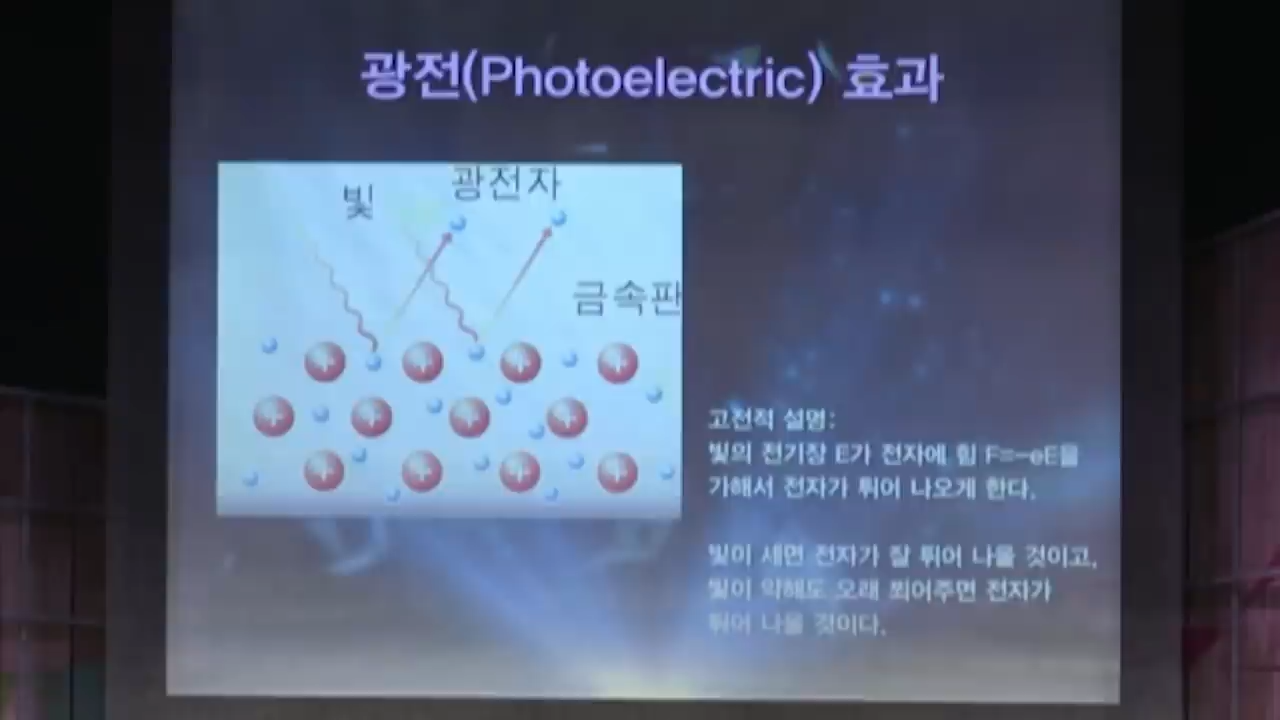 광전(Photoelectric) 효과
빛
광전자
금속판
고전적 설명:
빛의 전기장 E가 전자에 힘 F=-eE를
가해서 전자가 튀어 나오게 한다.
빛이 세면 전자가 잘 튀어 나올 것이고,
빛이 약해도 오래 쬐어주면 전자가
튀어 나올 것이다.